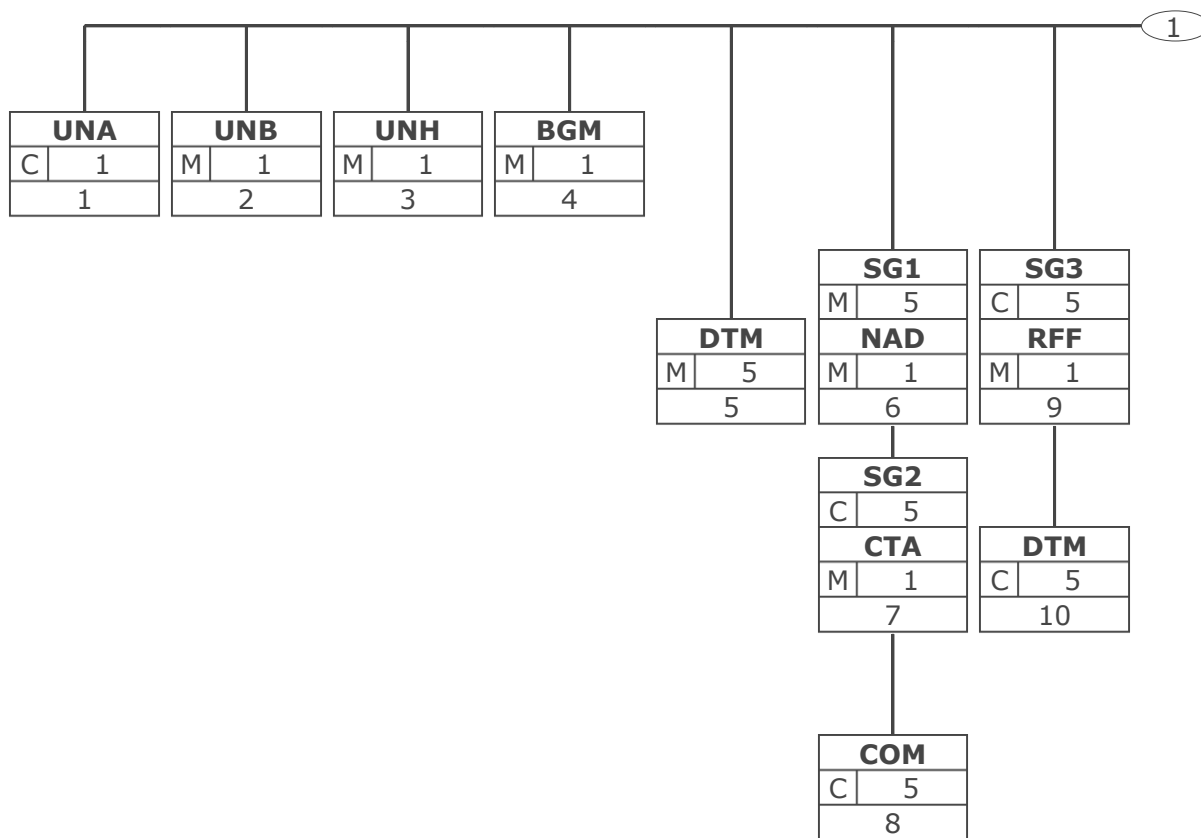 1
UNA UNB UNH BGM
C 1 M 1 M 1 M 1
1 2 3 4
SG1 SG3
M 5 C 5
DTM NAD RFF
M 5 M 1 M 1
5 6 9
SG2
C 5
CTA DTM
M 1 C 5
7 10
COM
C 5
8